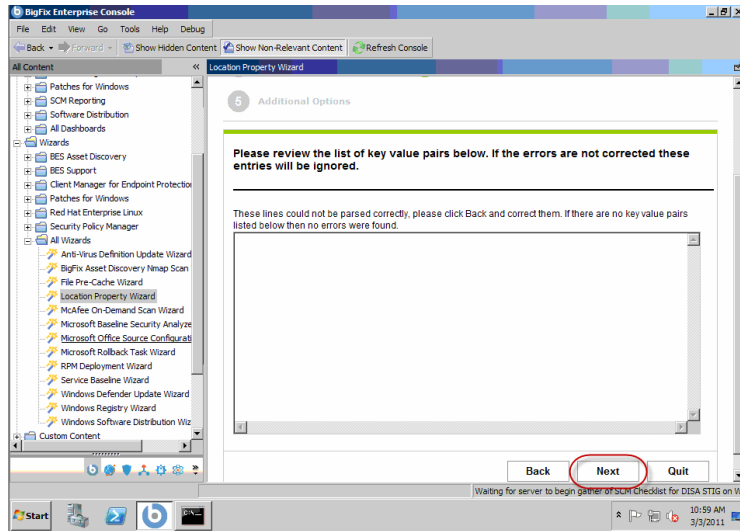 BigFix Enterprise Console
File Edit View Go Tools Help Debug
Back Forward Show Hidden Content Show Non-Relevant Content Refresh Console
All Content
Patches for Windows
SCM Reporting
Software Distribution
All Dashboards
Wizards
BES Asset Discovery
BES Support
Client Manager for Endpoint Protection
Patches for Windows
Red Hat Enterprise Linux
Security Policy Manager
All Wizards
Anti-Virus Definition Update Wizard
BigFix Asset Discovery Nmap Scan
File Pre-Cache Wizard
Location Property Wizard
McAfee On-Demand Scan Wizard
Microsoft Baseline Security Analyze
Microsoft Office Source Configurati
Microsoft Rollback Task Wizard
RPM Deployment Wizard
Service Baseline Wizard
Windows Defender Update Wizard
Windows Registry Wizard
Windows Software Distribution Wiz
Custom Content
Location Property Wizard
5 Additional Options
Please review the list of key value pairs below. If the errors are not corrected these
entries will be ignored.
These lines could not be parsed correctly, please click Back and correct them. If there are no key value pairs
listed below then no errors were found.
Back Next Quit
Waiting for server to begin gather of SCM Checklist for DISA STIG on W
Start
10:59 AM
3/3/2011